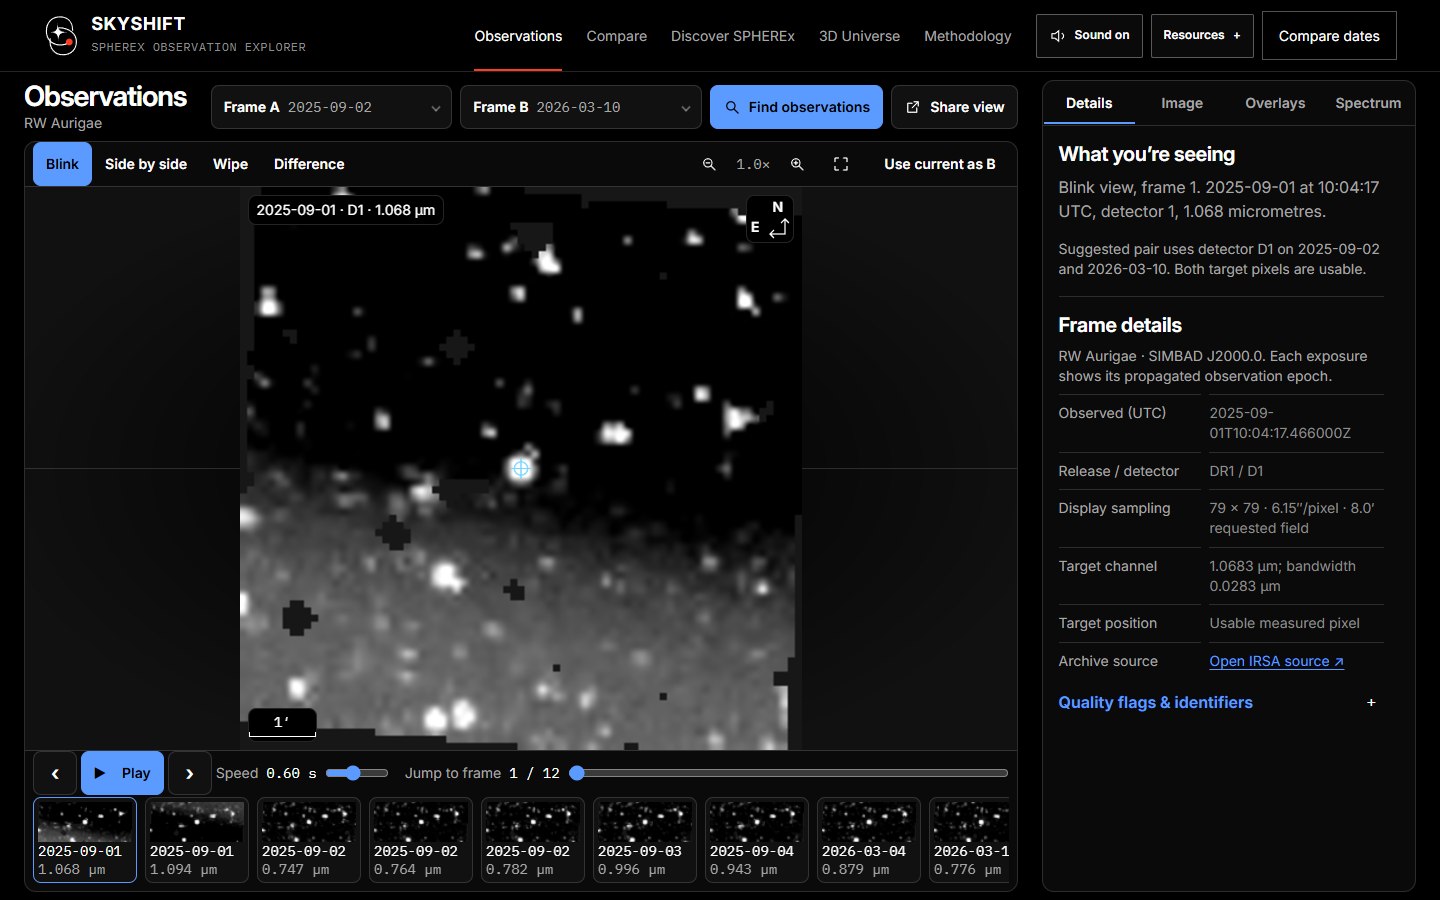 SKYSHIFT
SPHEREX OBSERVATION EXPLORER
Observations
Compare
Discover SPHEREx
3D Universe
Methodology
Sound on
Resources +
Compare dates
Observations
RW Aurigae
Frame A 2025-09-02
Frame B 2026-03-10
Find observations
Share view
Blink
Side by side
Wipe
Difference
1.0×
Use current as B
2025-09-01 · D1 · 1.068 µm
N
E
1′
‹
Play
›
Speed 0.60 s
Jump to frame 1 / 12
2025-09-01
1.068 µm
2025-09-01
1.094 µm
2025-09-02
0.747 µm
2025-09-02
0.764 µm
2025-09-02
0.782 µm
2025-09-03
0.996 µm
2025-09-04
0.943 µm
2026-03-04
0.879 µm
2026-03-1
0.776 µm
Details
Image
Overlays
Spectrum
What you’re seeing
Blink view, frame 1. 2025-09-01 at 10:04:17
UTC, detector 1, 1.068 micrometres.
Suggested pair uses detector D1 on 2025-09-02
and 2026-03-10. Both target pixels are usable.
Frame details
RW Aurigae · SIMBAD J2000.0. Each exposure
shows its propagated observation epoch.
Observed (UTC)
2025-09-
01T10:04:17.466000Z
Release / detector
DR1 / D1
Display sampling
79 × 79 · 6.15″/pixel · 8.0′
requested field
Target channel
1.0683 µm; bandwidth
0.0283 µm
Target position
Usable measured pixel
Archive source
Open IRSA source ↗
Quality flags & identifiers
+